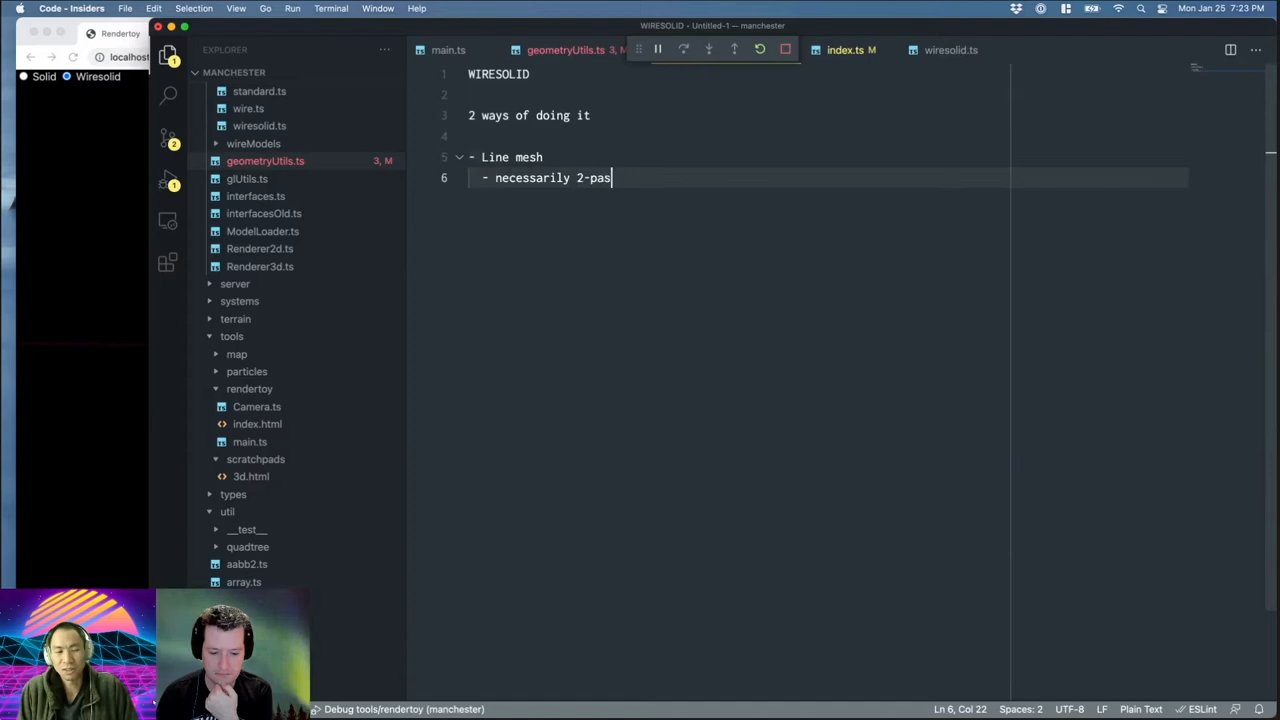 Code - Insiders File Edit Selection View Go Run Terminal Window Help Mon Jan 25 7:23 PM
WIRESOLID - Untitled-1 — manchester
Rendertoy
localhost
Solid Wiresolid
EXPLORER
MANCHESTER
standard.ts
wire.ts
wiresolid.ts
wireModels
geometryUtils.ts 3, M
glUtils.ts
interfaces.ts
interfacesOld.ts
ModelLoader.ts
Renderer2d.ts
Renderer3d.ts
server
systems
terrain
tools
map
particles
rendertoy
Camera.ts
index.html
main.ts
scratchpads
3d.html
types
util
__test__
quadtree
aabb2.ts
array.ts
1
2
1
main.ts geometryUtils.ts 3, M index.ts M wiresolid.ts
1 WIRESOLID
2
3 2 ways of doing it
4
5 - Line mesh
6 - necessarily 2-pas
Debug tools/rendertoy (manchester) Ln 6, Col 22 Spaces: 2 UTF-8 LF Plain Text ESLint